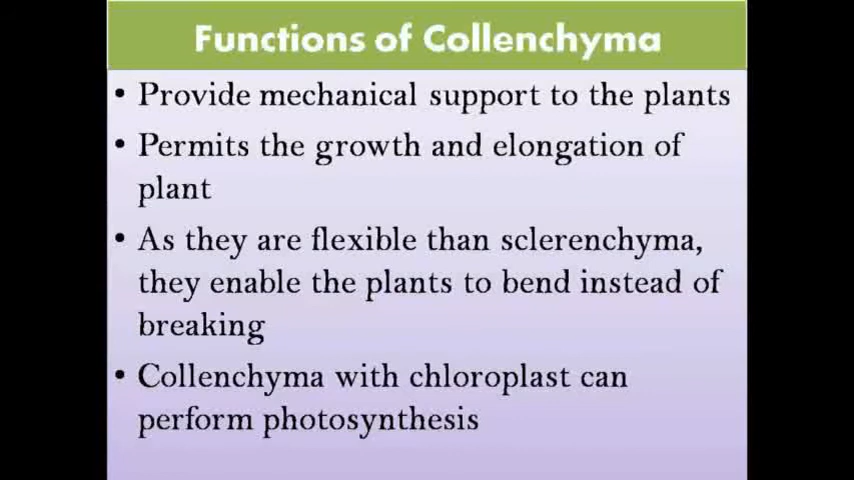 Functions of Collenchyma
• Provide mechanical support to the plants
• Permits the growth and elongation of
plant
• As they are flexible than sclerenchyma,
they enable the plants to bend instead of
breaking
• Collenchyma with chloroplast can
perform photosynthesis